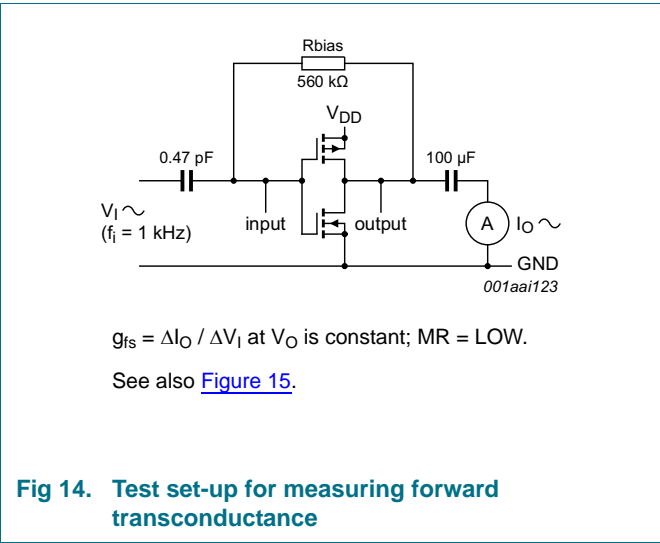 Rbias
560 kΩ
VDD
0.47 pF
100 μF
VI
(fi = 1 kHz)
input
output
A
IO
GND
001aai123
gfs = ΔIO / ΔVI at VO is constant; MR = LOW.
See also Figure 15.
Fig 14. Test set-up for measuring forward
transconductance